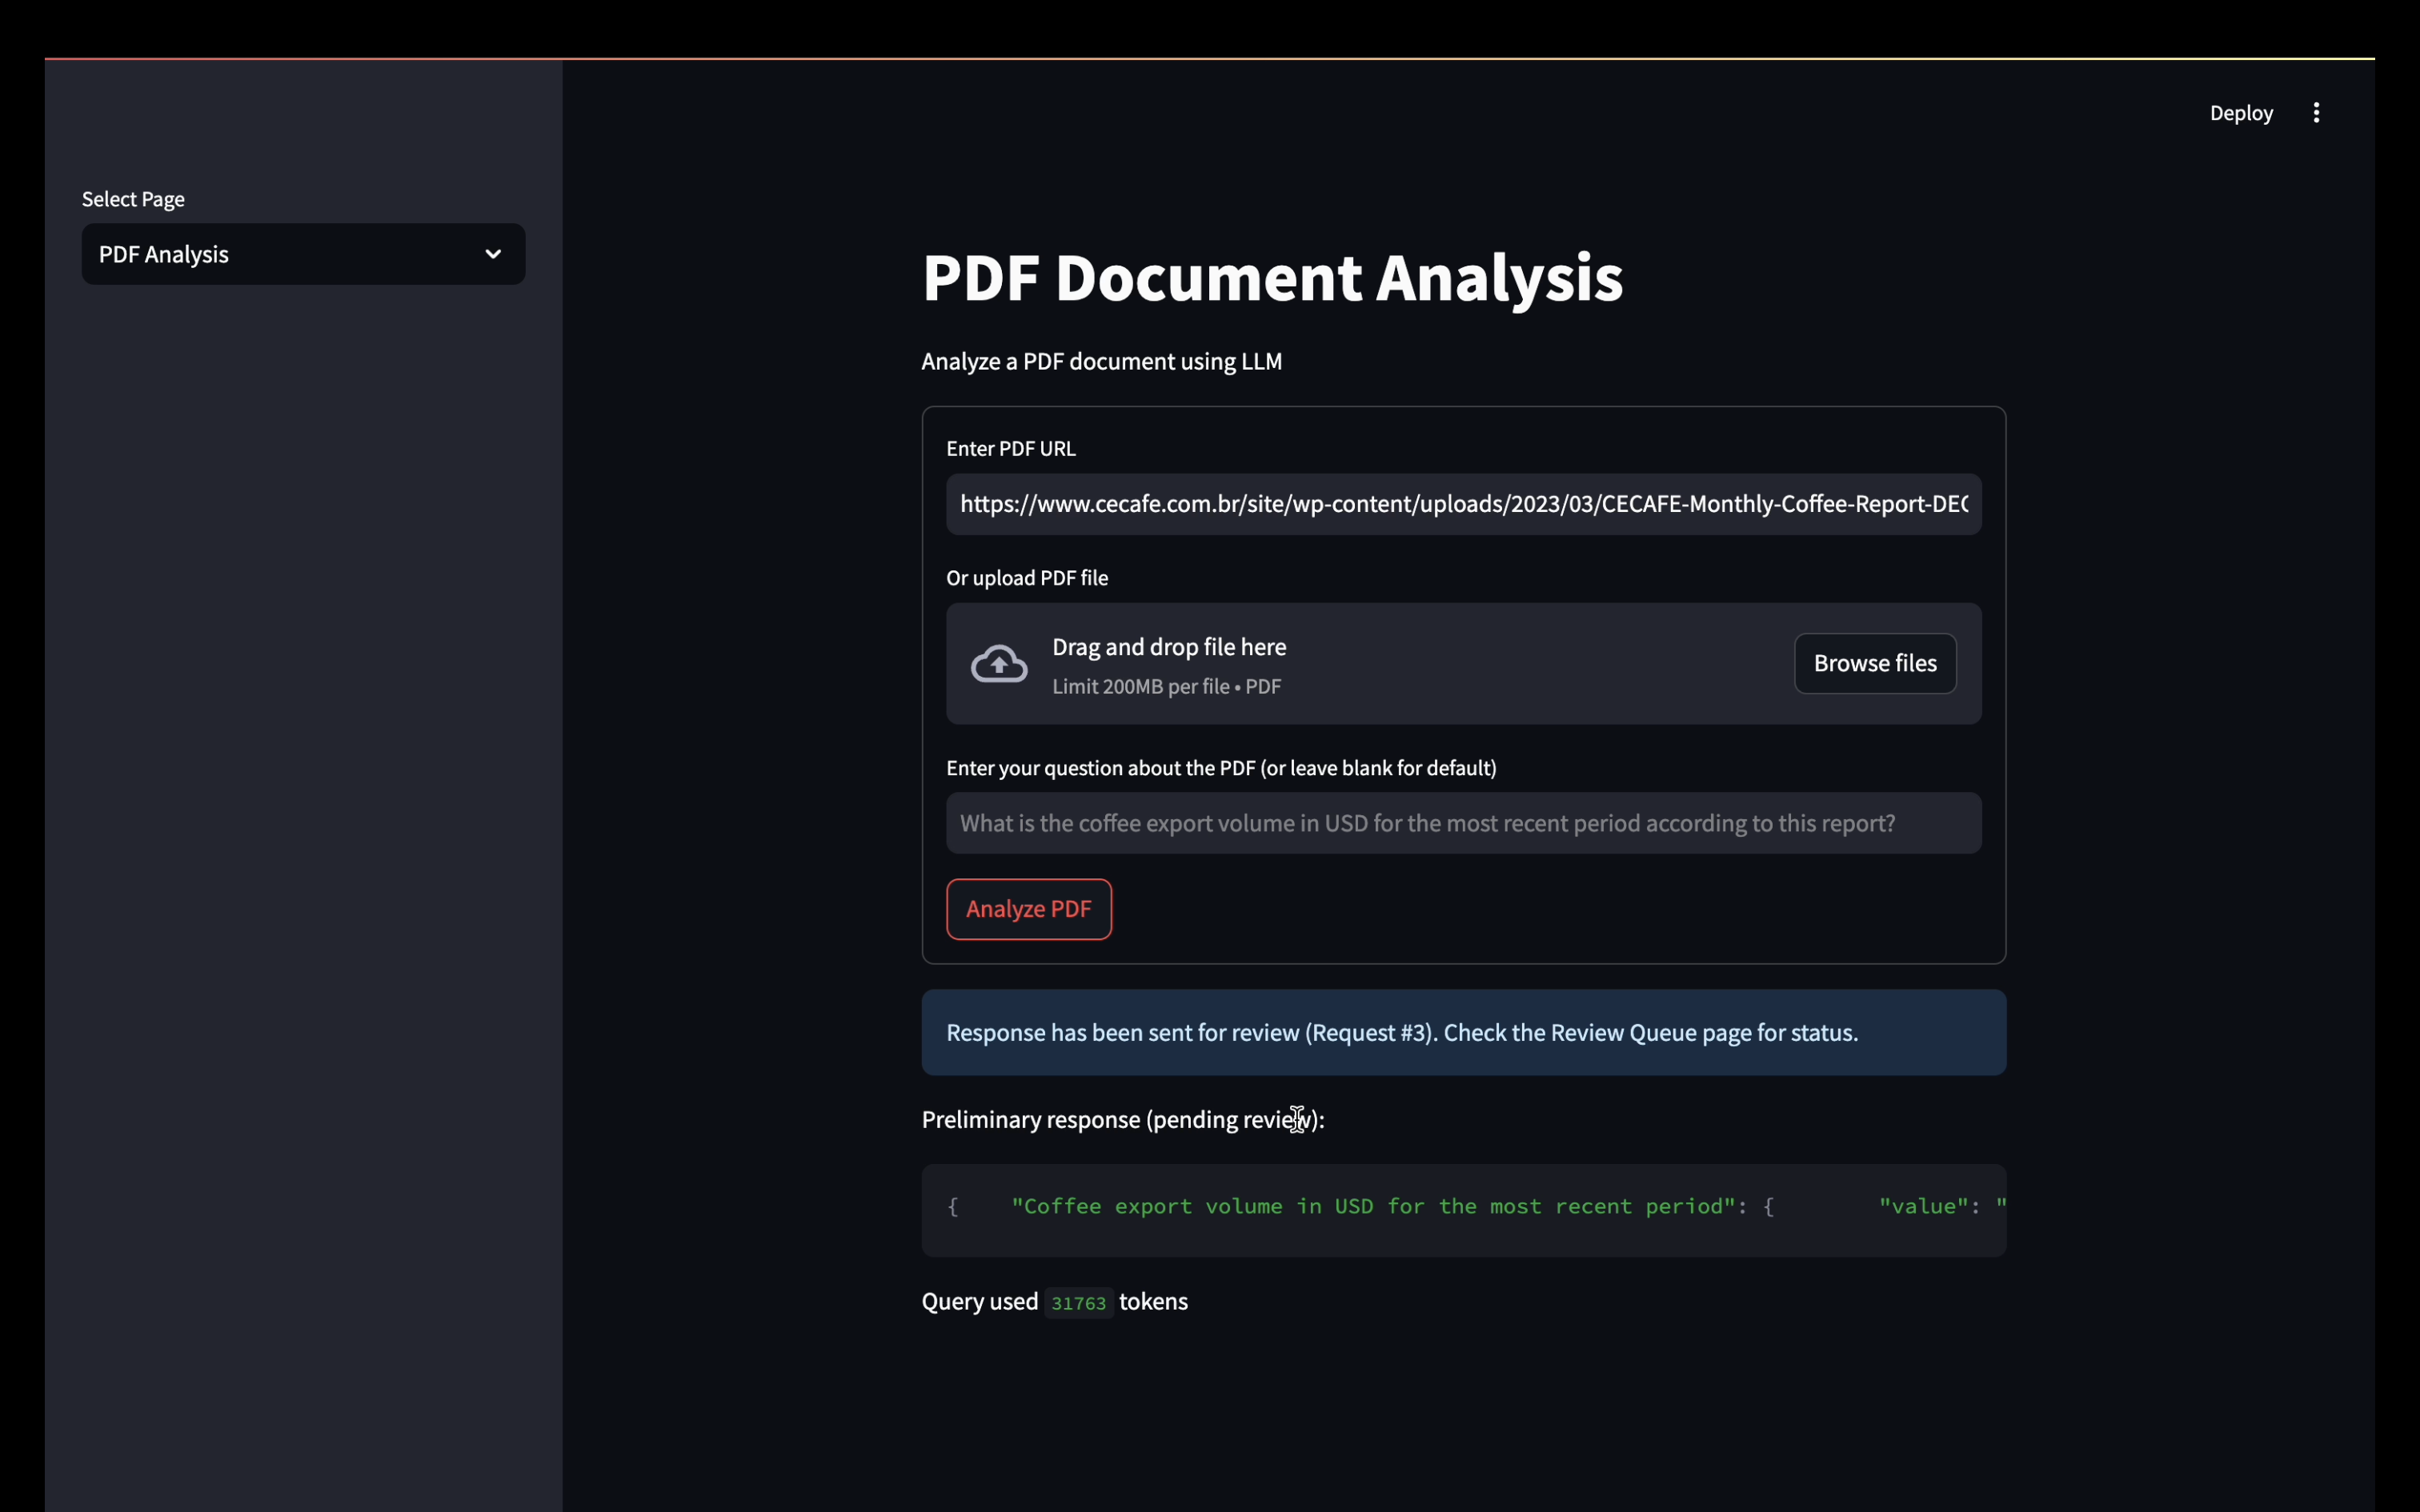 Deploy
Select Page
PDF Analysis
PDF Document Analysis
Analyze a PDF document using LLM
Enter PDF URL
https://www.cecafe.com.br/site/wp-content/uploads/2023/03/CECAFE-Monthly-Coffee-Report-DEC
Or upload PDF file
Drag and drop file here
Limit 200MB per file • PDF
Browse files
Enter your question about the PDF (or leave blank for default)
What is the coffee export volume in USD for the most recent period according to this report?
Analyze PDF
Response has been sent for review (Request #3). Check the Review Queue page for status.
Preliminary response (pending review):
{    "Coffee export volume in USD for the most recent period": {        "value": "
Query used 31763 tokens